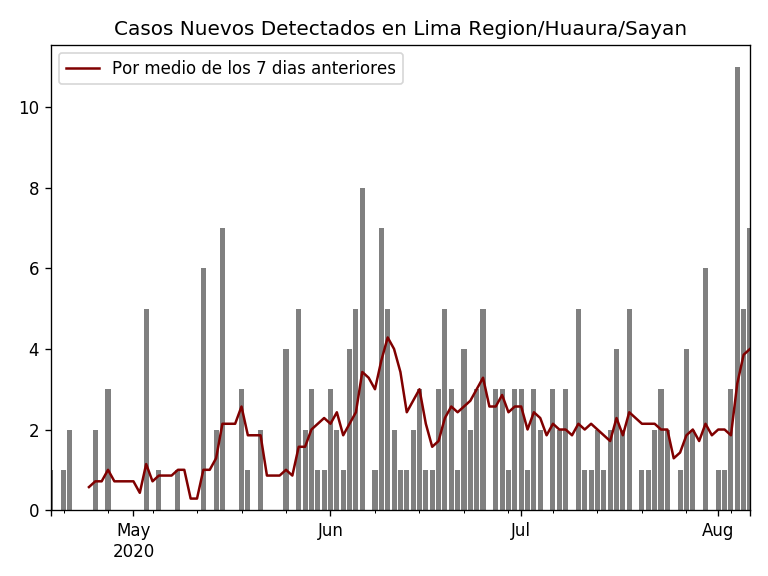 Casos Nuevos Detectados en Lima Region/Huaura/Sayan
Por medio de los 7 dias anteriores
10
8
6
4
2
0
May Jun Jul Aug
2020